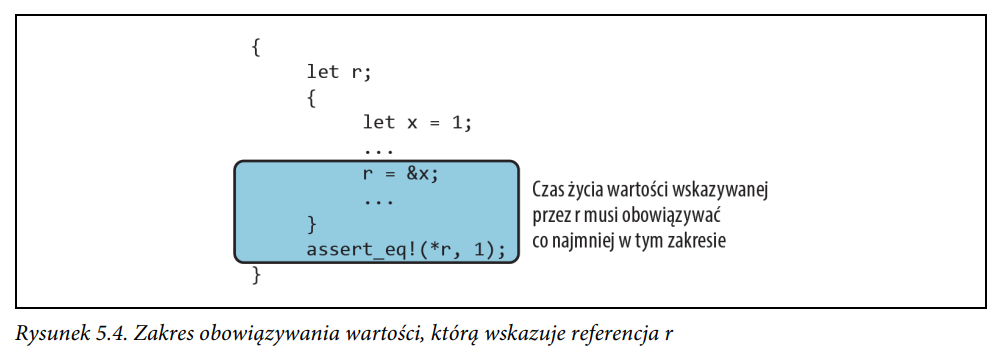 {
let r;
{
let x = 1;
...
r = &x;
...
}
assert_eq!(*r, 1);
}
Czas życia wartości wskazywanej
przez r musi obowiązywać
co najmniej w tym zakresie
Rysunek 5.4. Zakres obowiązywania wartości, którą wskazuje referencja r